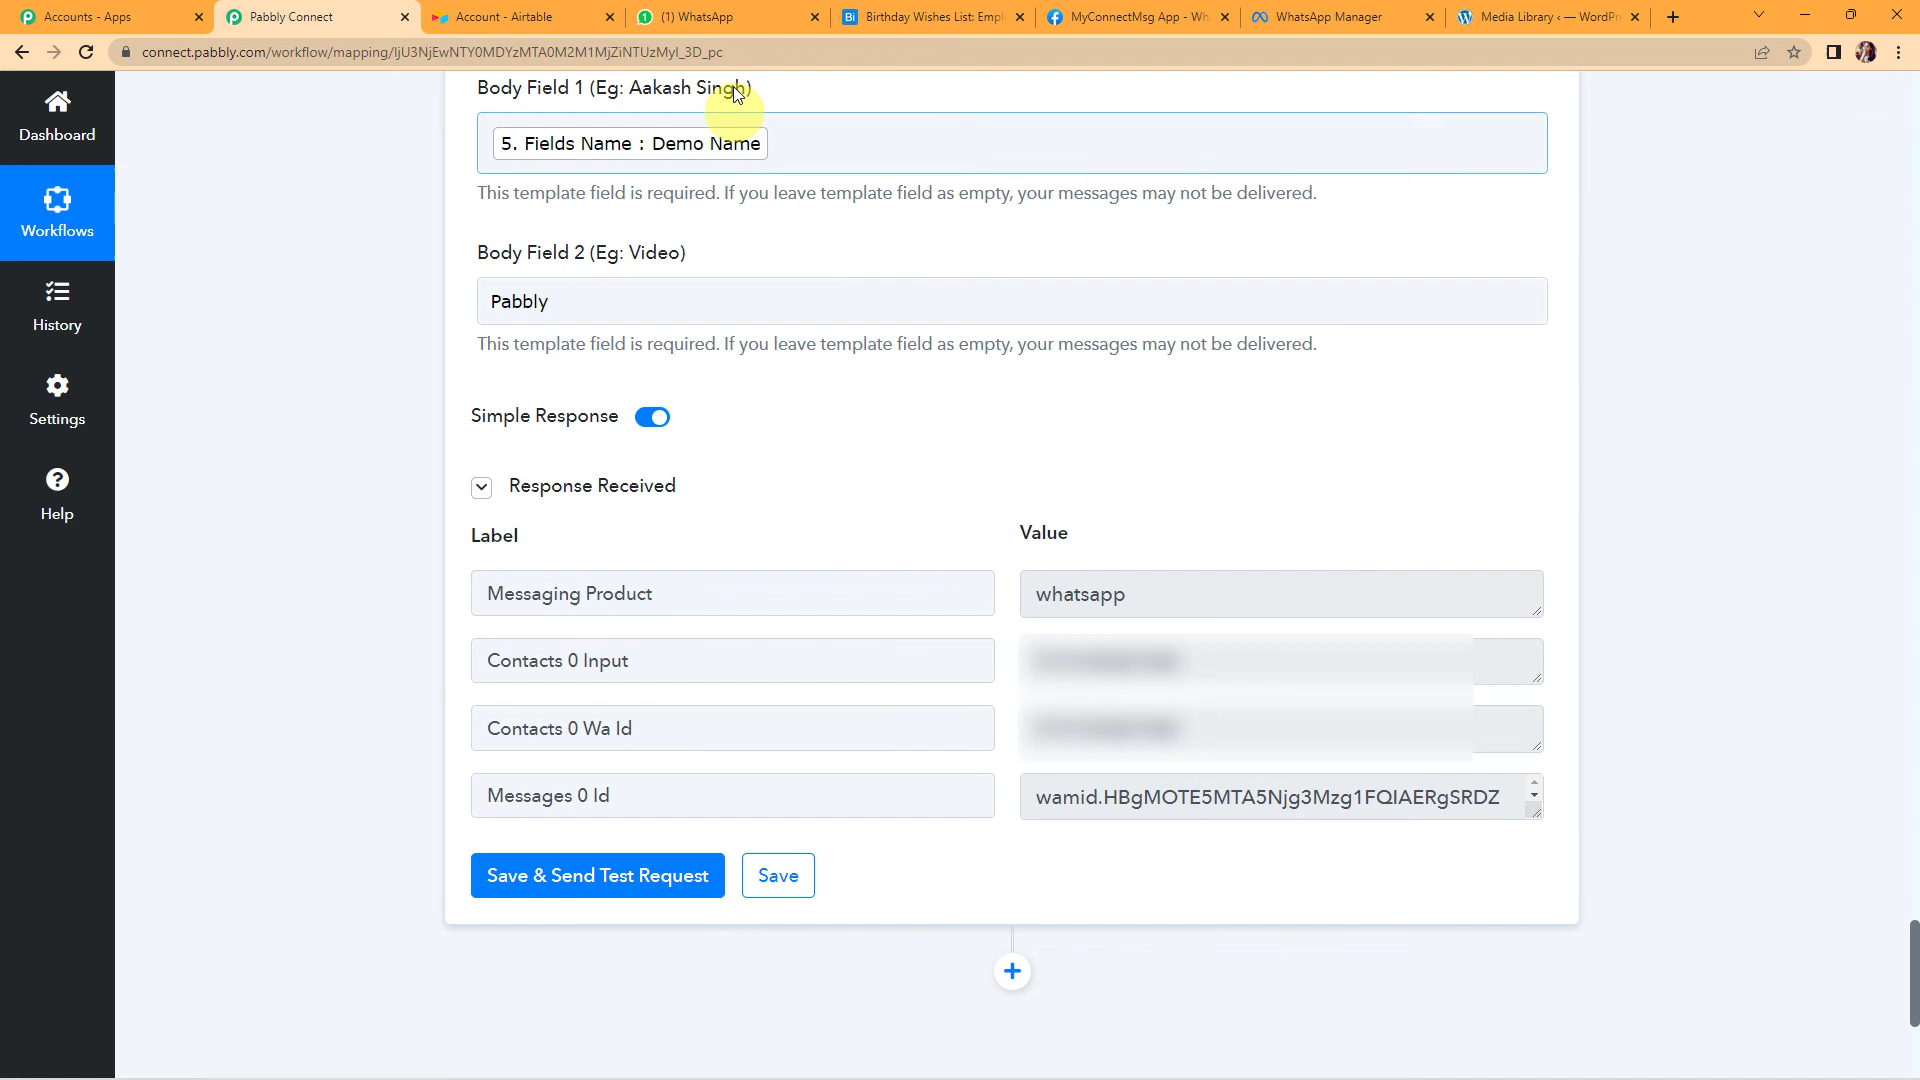 Accounts - Apps
Pabbly Connect
Account - Airtable
(1) WhatsApp
Birthday Wishes List: Empl
MyConnectMsg App - Wh
WhatsApp Manager
Media Library ‹ — WordPr
connect.pabbly.com/workflow/mapping/IjU3NjEwNTY0MDYzMTA0M2M1MjZiNTUzMyI_3D_pc
Dashboard
Workflows
History
Settings
Help
Body Field 1 (Eg: Aakash Singh)
5. Fields Name : Demo Name
This template field is required. If you leave template field as empty, your messages may not be delivered.
Body Field 2 (Eg: Video)
Pabbly
This template field is required. If you leave template field as empty, your messages may not be delivered.
Simple Response
Response Received
Label
Value
Messaging Product
whatsapp
Contacts 0 Input
Contacts 0 Wa Id
Messages 0 Id
wamid.HBgMOTE5MTA5Njg3Mzg1FQIAERgSRDZ
Save & Send Test Request
Save